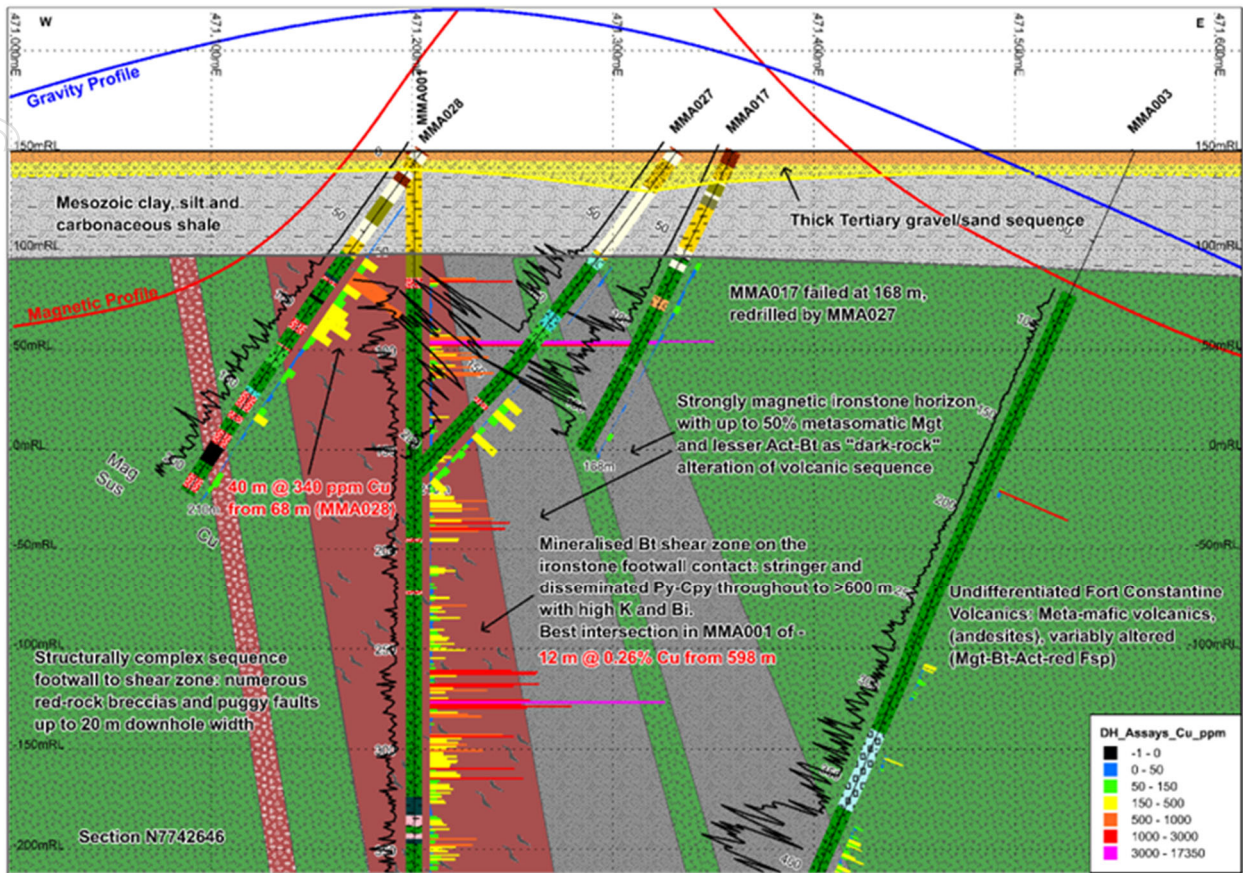 W
E
471,000mE
471,100mE
471,200mE
471,300mE
471,400mE
471,500mE
471,600mE
Gravity Profile
MMA001
MMA028
MMA027
MMA017
MMA003
150mRL
0
Mesozoic clay, silt and
carbonaceous shale
50
50
50
Thick Tertiary gravel/sand sequence
100mRL
Magnetic Profile
MMA017 failed at 168 m,
redrilled by MMA027
50mRL
Strongly magnetic ironstone horizon
with up to 50% metasomatic Mgt
and lesser Act-Bt as "dark-rock"
alteration of volcanic sequence
0mRL
168m
Mag
Sus
Cu
40 m @ 340 ppm Cu
from 68 m (MMA028)
-50mRL
Mineralised Bt shear zone on the
ironstone footwall contact: stringer and
disseminated Py-Cpy throughout to >600 m
with high K and Bi.
Best intersection in MMA001 of -
12 m @ 0.26% Cu from 598 m
Undifferentiated Fort Constantine
Volcanics: Meta-mafic volcanics,
(andesites), variably altered
(Mgt-Bt-Act-red Fsp)
-100mRL
Structurally complex sequence
footwall to shear zone: numerous
red-rock breccias and puggy faults
up to 20 m downhole width
-150mRL
Section N7742646
-200mRL
400
DH_Assays_Cu_ppm
-1 - 0
0 - 50
50 - 150
150 - 500
500 - 1000
1000 - 3000
3000 - 17350